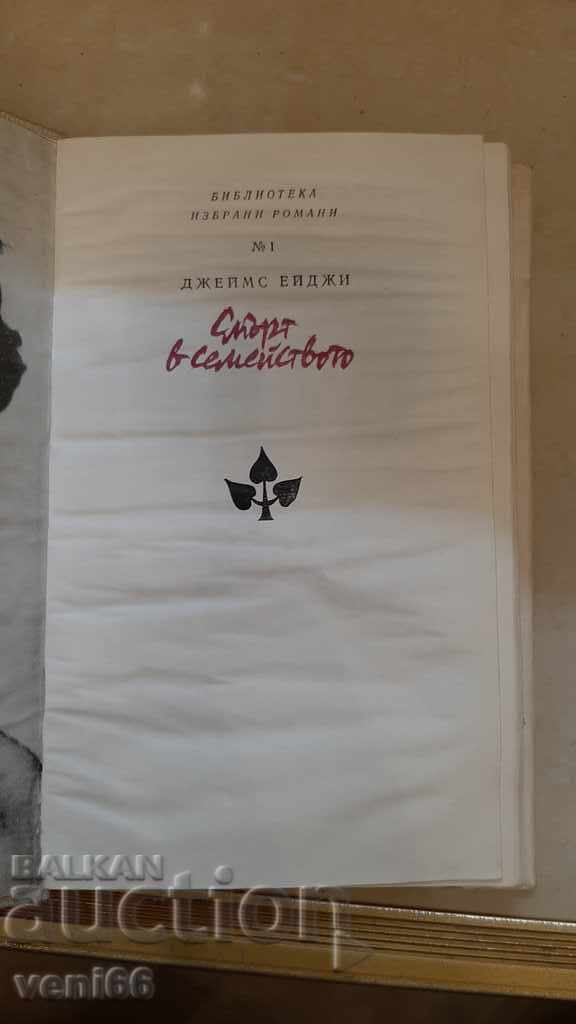 БИБЛИОТЕКА
ИЗБРАНИ РОМАНИ
№ 1
ДЖЕЙМС ЕЙДЖИ
Смърт
в семейството
BALKAN
auction
veni66